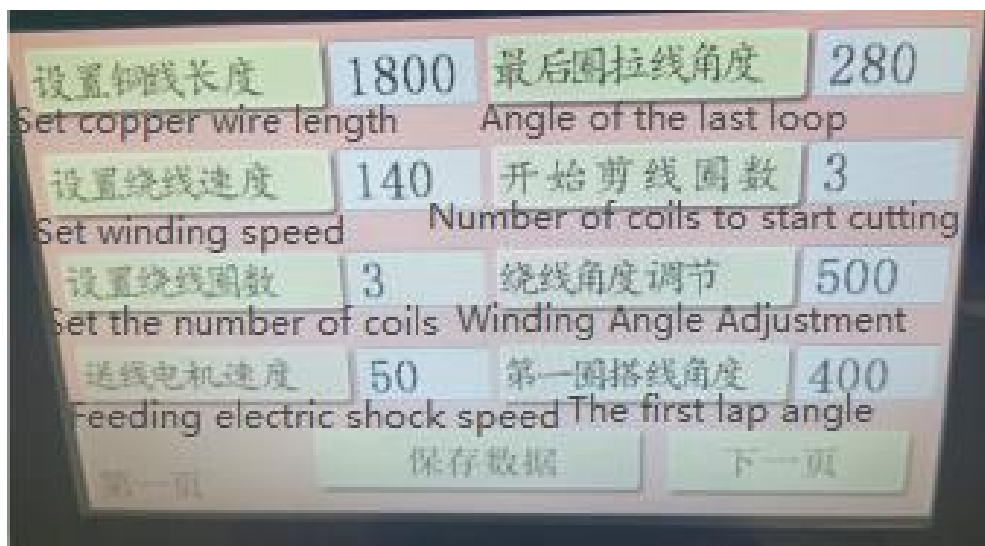 设置铜线长度 1800 最后圈拉线角度 280
Set copper wire length Angle of the last loop
设置绕线速度 140 开始剪线圈数 3
Set winding speed Number of coils to start cutting
设置绕线圈数 3 绕线角度调节 500
Set the number of coils Winding Angle Adjustment
送线电机速度 50 第一圈搭线角度 400
Feeding electric shock speed The first lap angle
保存数据 下一页
第一页